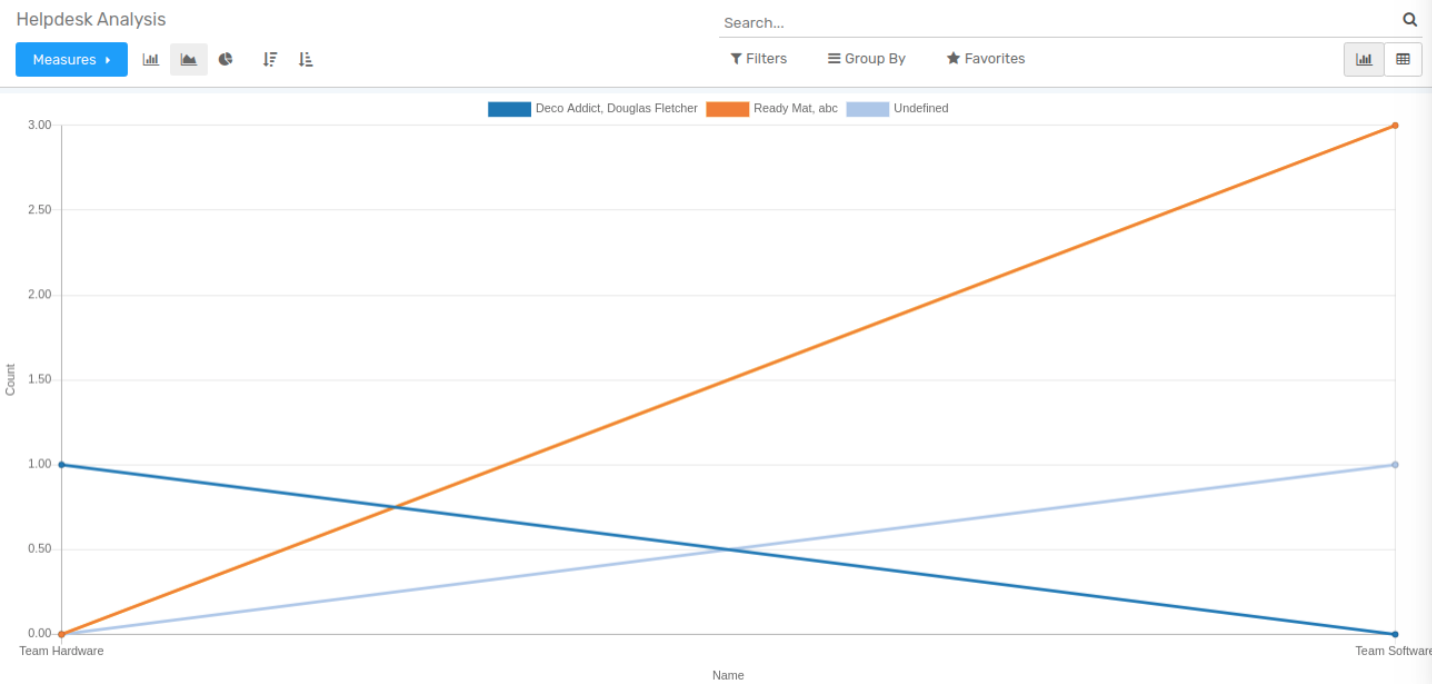 Helpdesk Analysis
Search...
Measures
Filters
Group By
Favorites
Deco Addict, Douglas Fletcher
Ready Mat, abc
Undefined
3.00
2.50
2.00
1.50
1.00
0.50
0.00
Count
Team Hardware
Team Software
Name